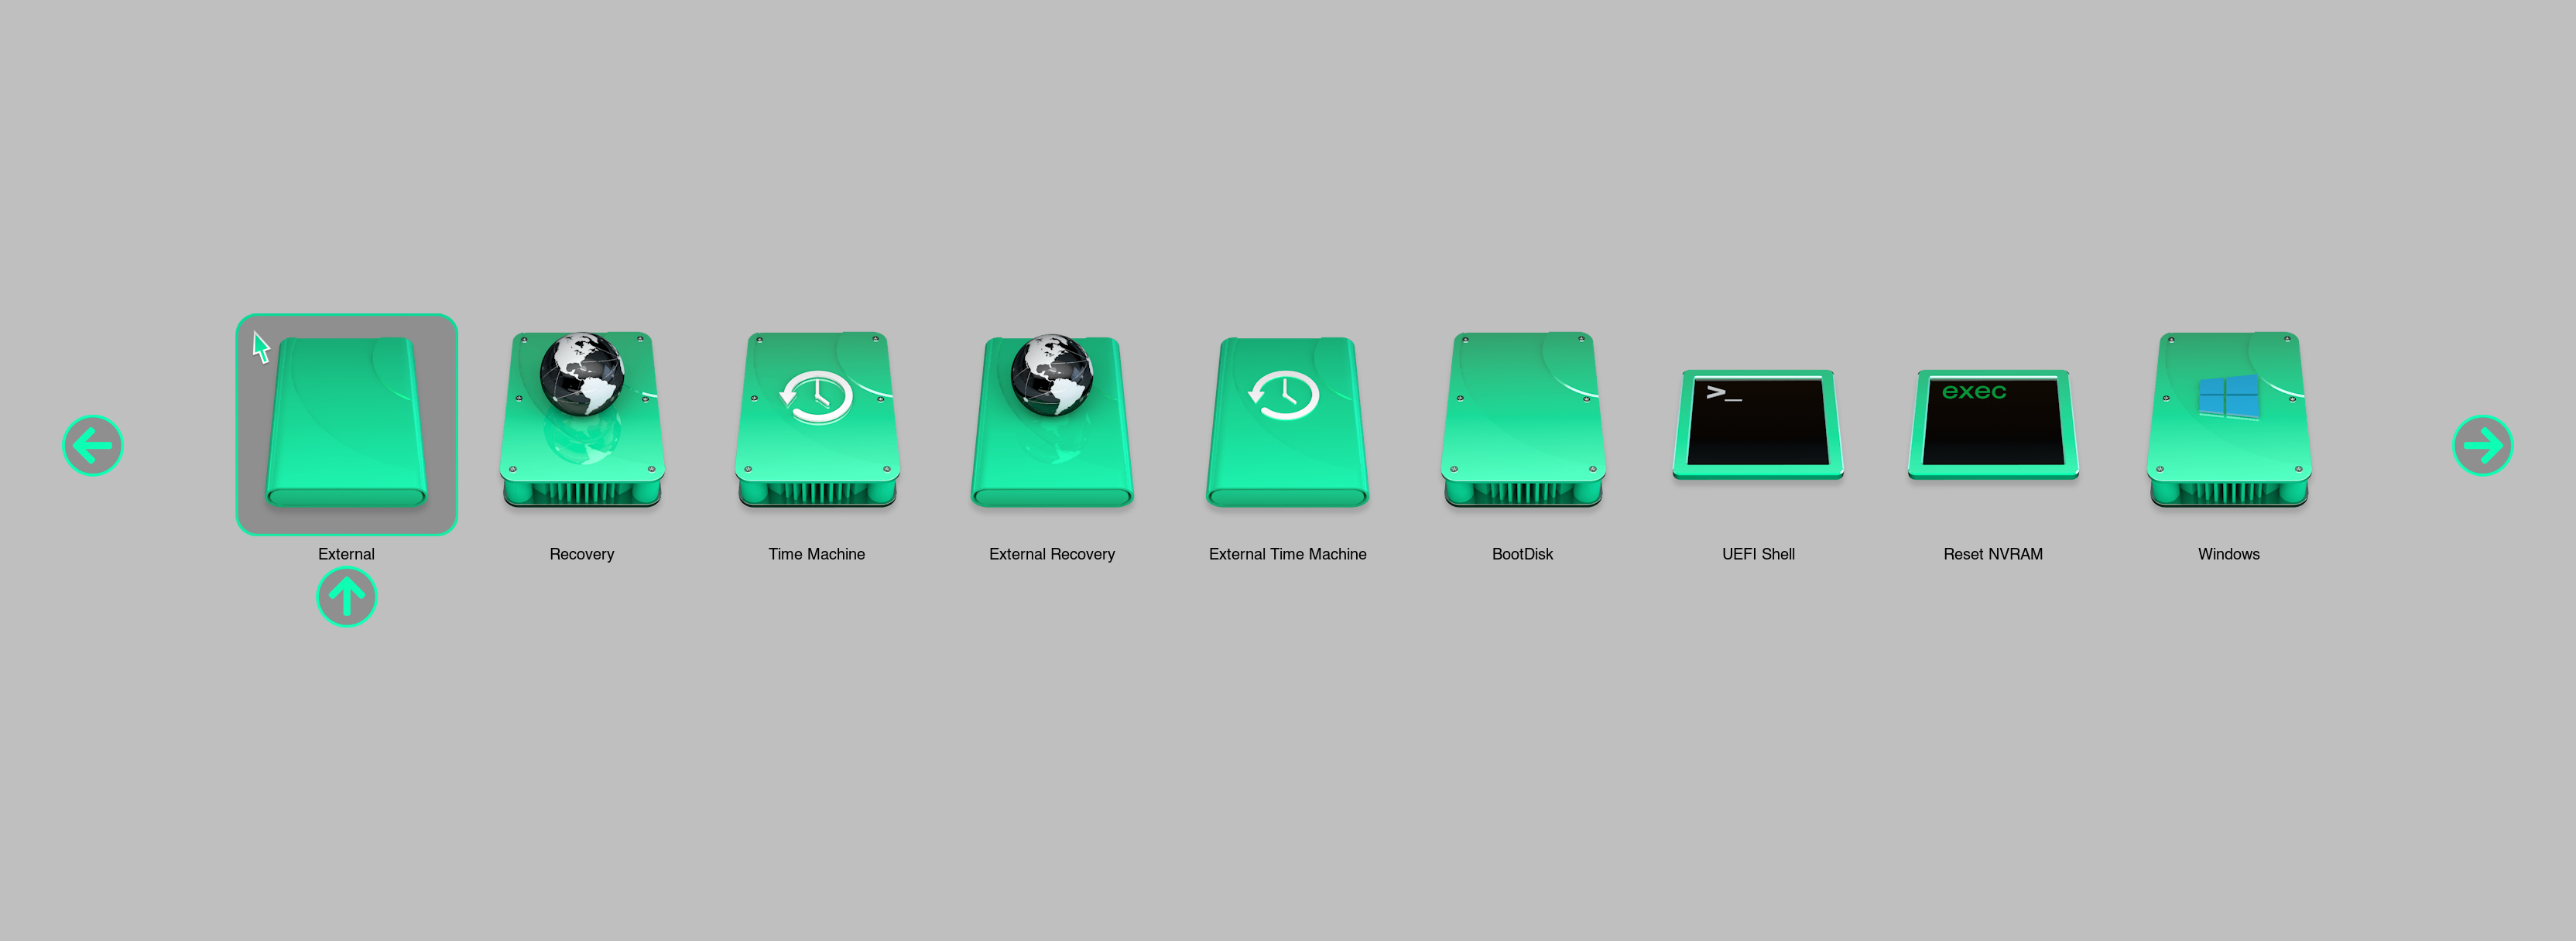 >_
exec
External
Recovery
Time Machine
External Recovery
External Time Machine
BootDisk
UEFI Shell
Reset NVRAM
Windows